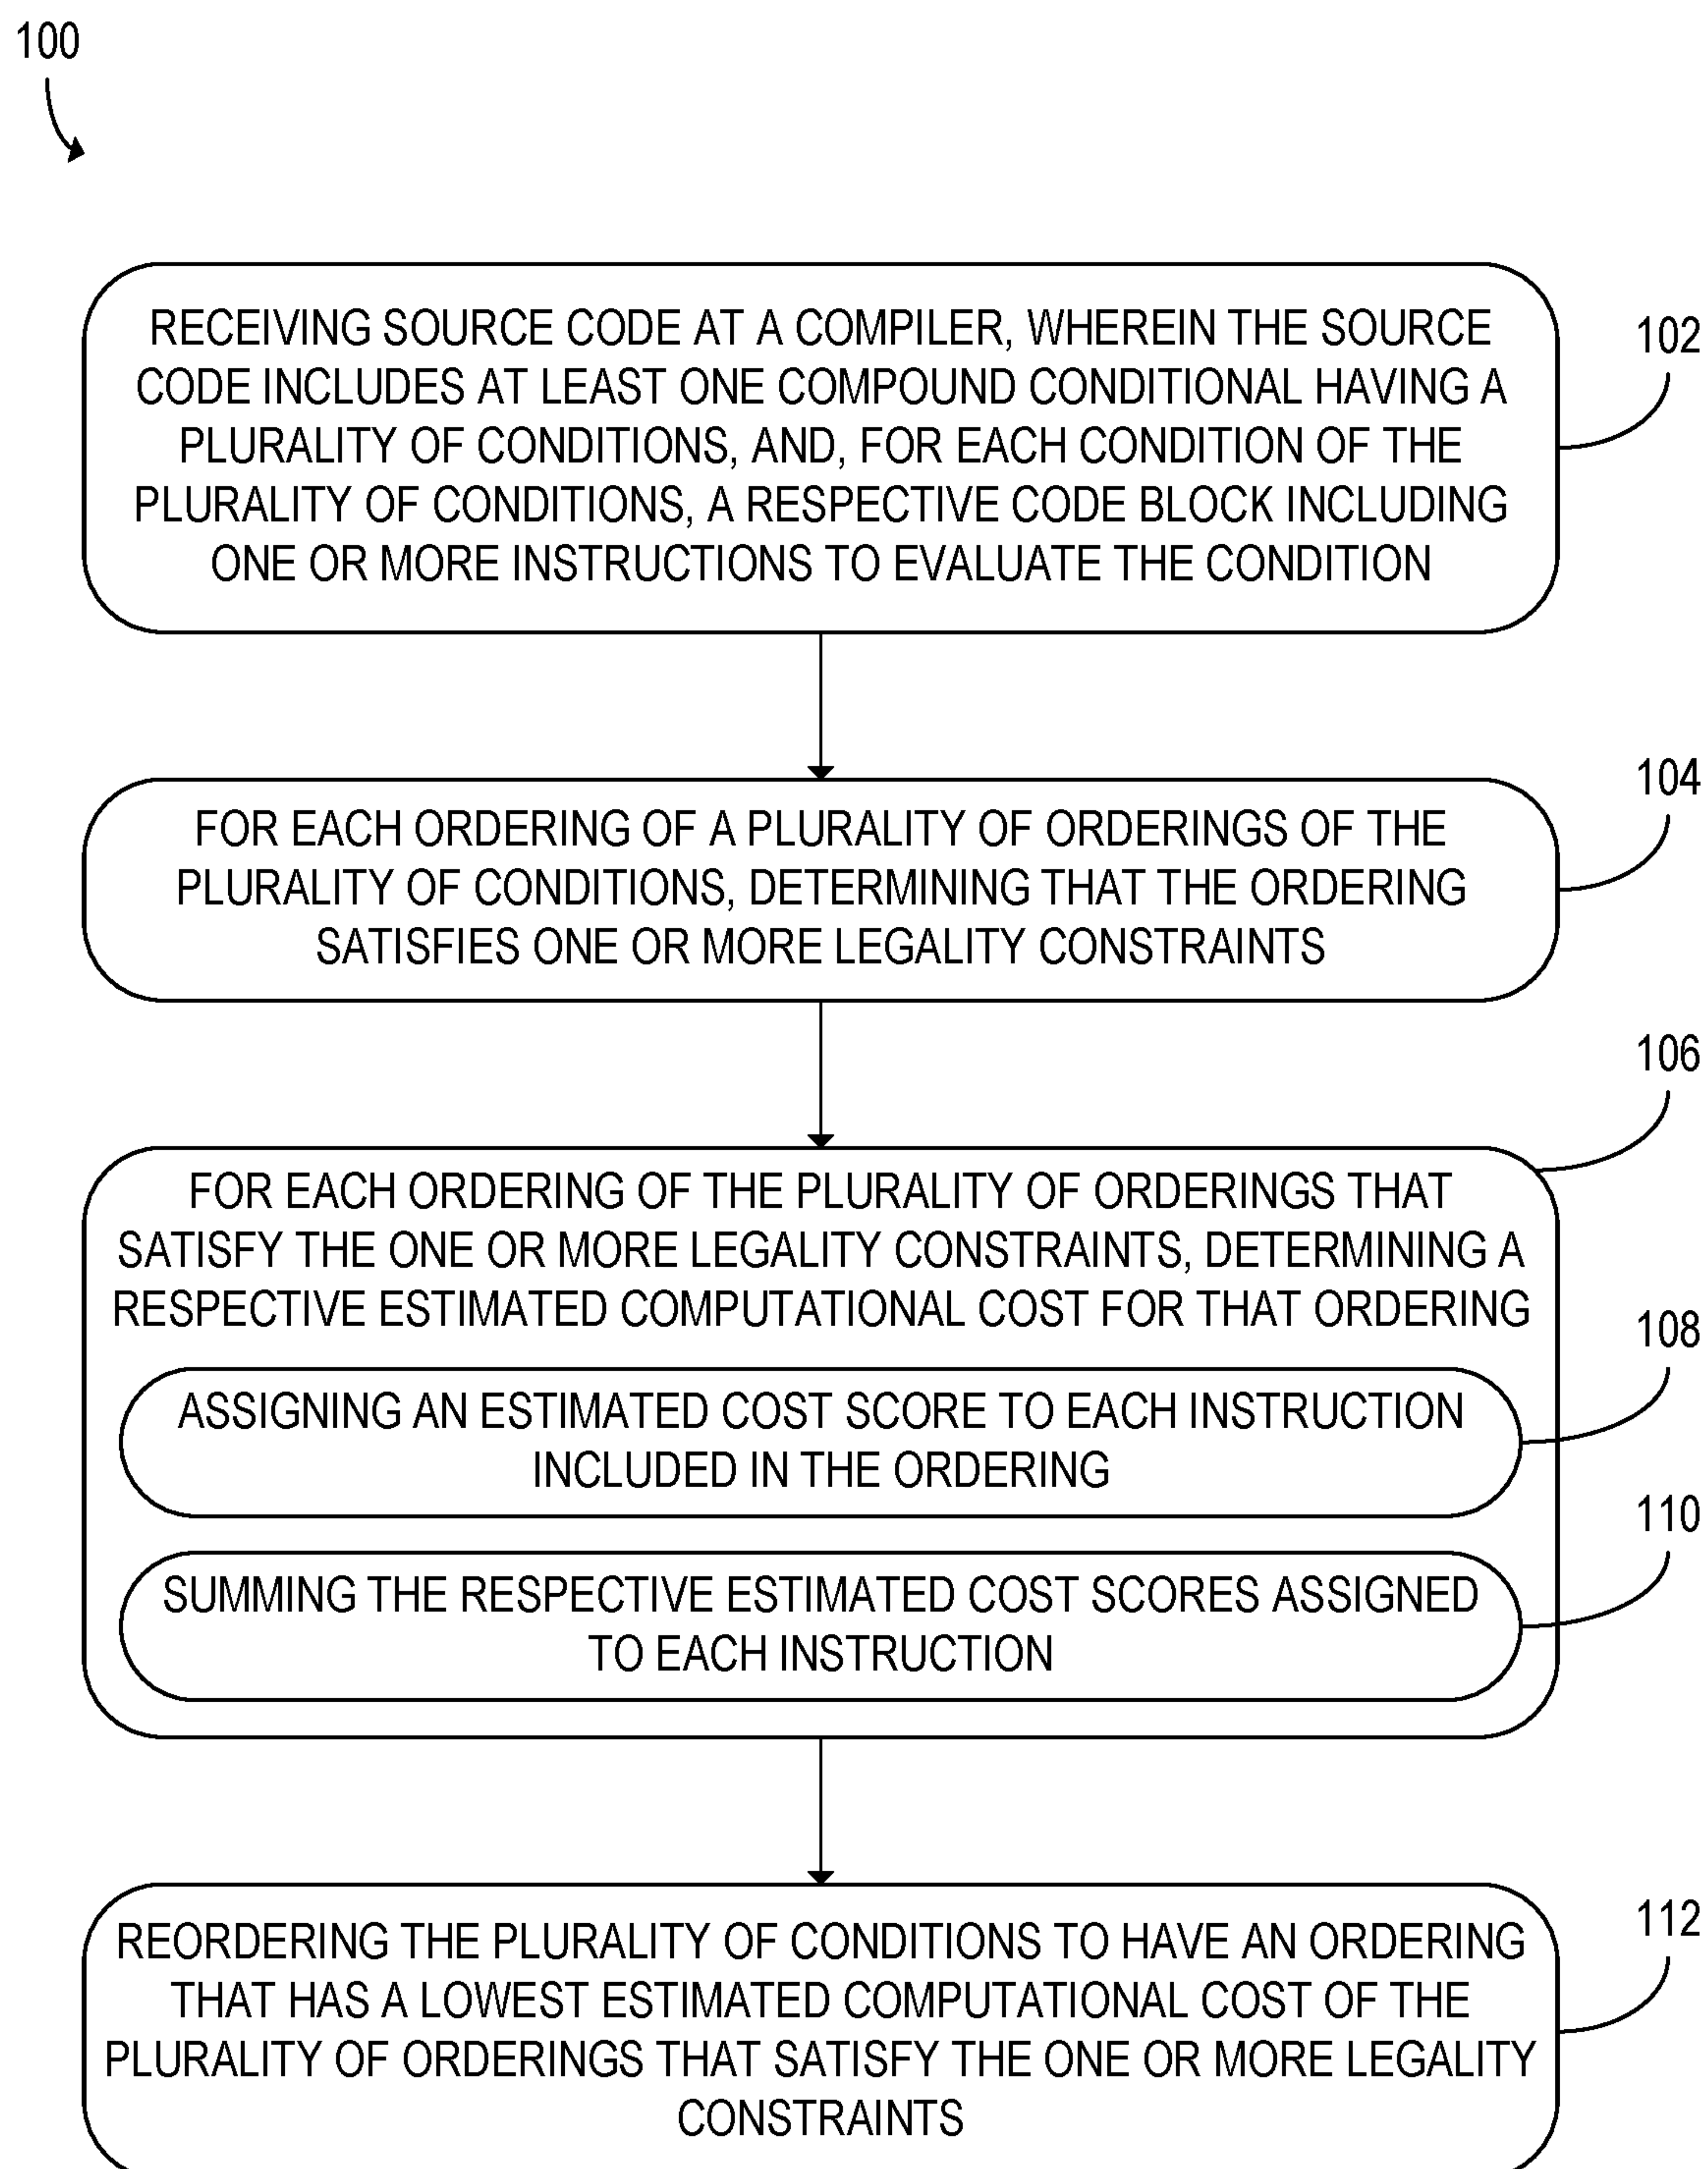 100
RECEIVING SOURCE CODE AT A COMPILER, WHEREIN THE SOURCE
CODE INCLUDES AT LEAST ONE COMPOUND CONDITIONAL HAVING A
PLURALITY OF CONDITIONS, AND, FOR EACH CONDITION OF THE
PLURALITY OF CONDITIONS, A RESPECTIVE CODE BLOCK INCLUDING
ONE OR MORE INSTRUCTIONS TO EVALUATE THE CONDITION
102
FOR EACH ORDERING OF A PLURALITY OF ORDERINGS OF THE
PLURALITY OF CONDITIONS, DETERMINING THAT THE ORDERING
SATISFIES ONE OR MORE LEGALITY CONSTRAINTS
104
FOR EACH ORDERING OF THE PLURALITY OF ORDERINGS THAT
SATISFY THE ONE OR MORE LEGALITY CONSTRAINTS, DETERMINING A
RESPECTIVE ESTIMATED COMPUTATIONAL COST FOR THAT ORDERING
106
ASSIGNING AN ESTIMATED COST SCORE TO EACH INSTRUCTION
INCLUDED IN THE ORDERING
108
SUMMING THE RESPECTIVE ESTIMATED COST SCORES ASSIGNED
TO EACH INSTRUCTION
110
REORDERING THE PLURALITY OF CONDITIONS TO HAVE AN ORDERING
THAT HAS A LOWEST ESTIMATED COMPUTATIONAL COST OF THE
PLURALITY OF ORDERINGS THAT SATISFY THE ONE OR MORE LEGALITY
CONSTRAINTS
112